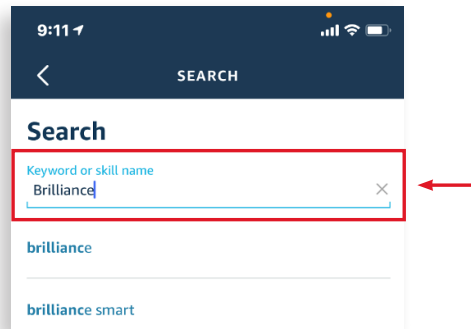 9:11
SEARCH
Search
Keyword or skill name
Brilliance
brilliance
brilliance smart